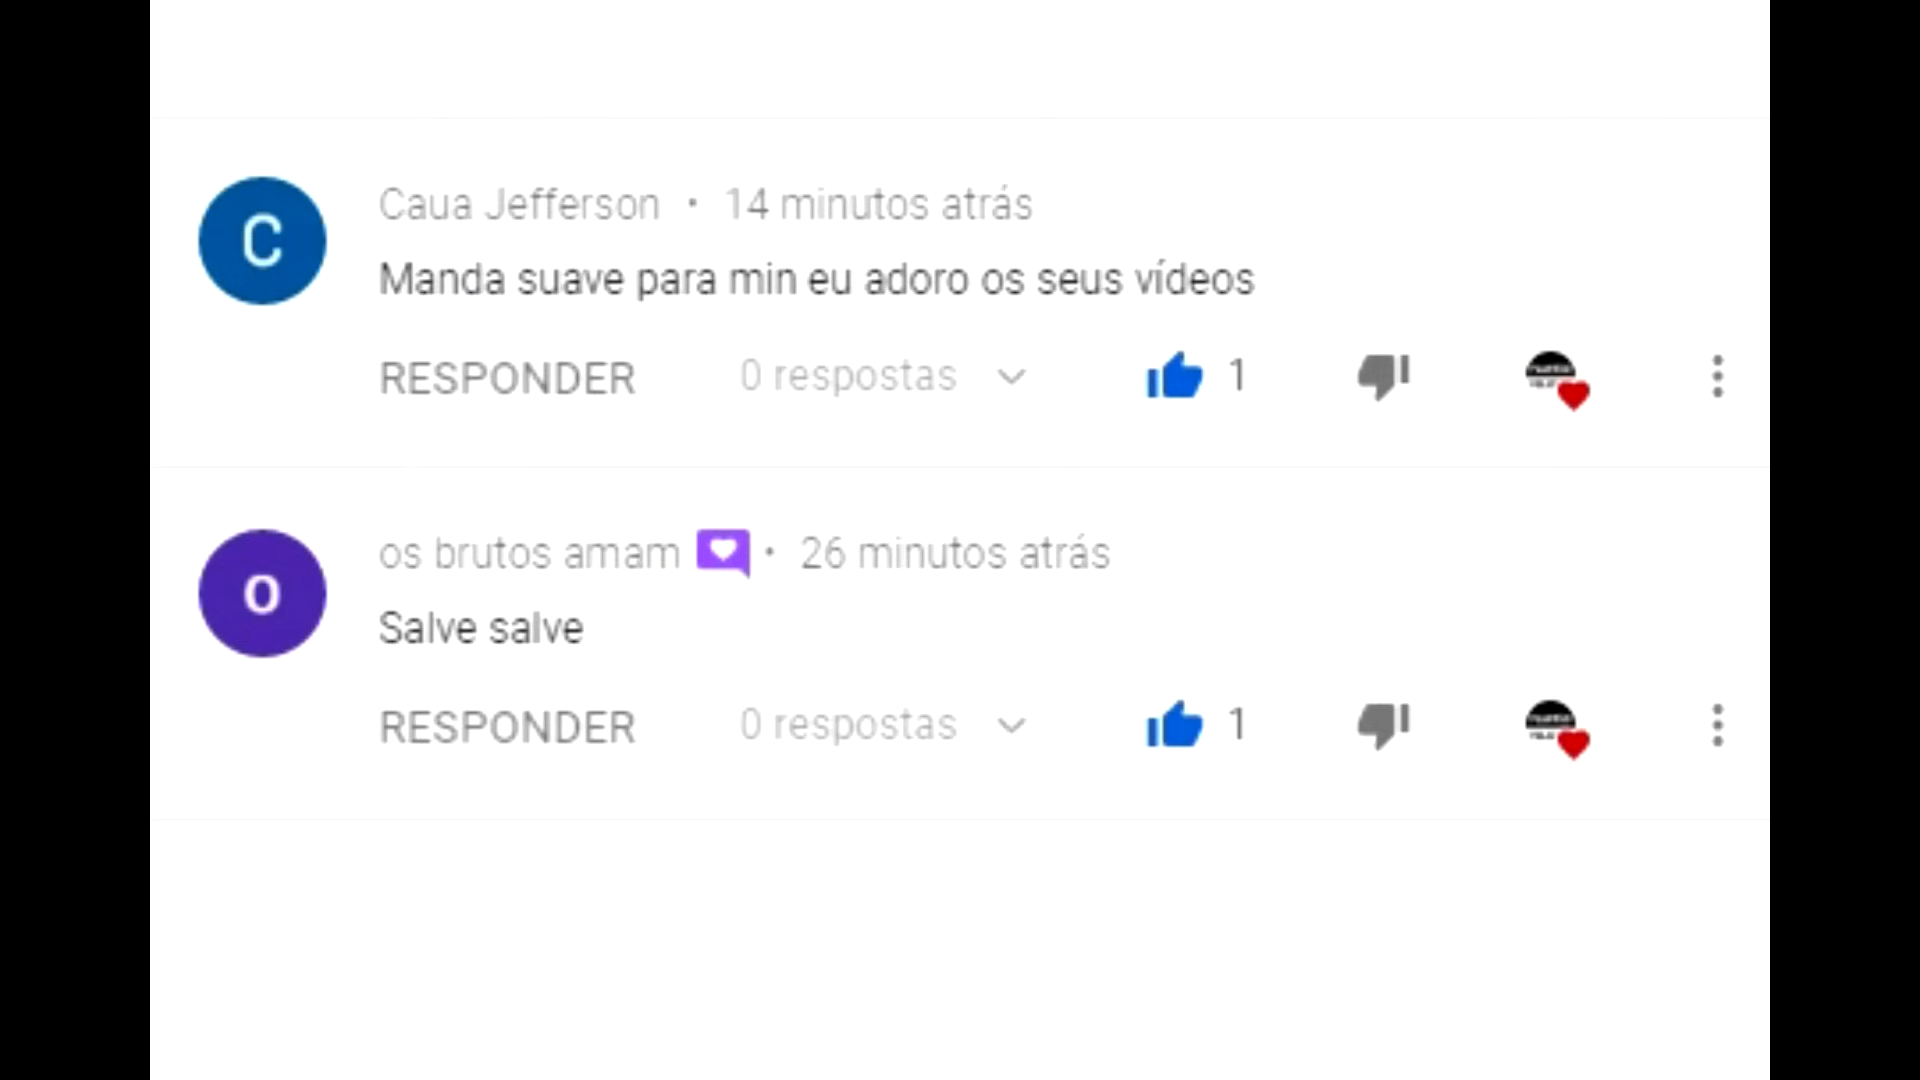 C
Caua Jefferson • 14 minutos atrás
Manda suave para min eu adoro os seus vídeos
RESPONDER 0 respostas 1
o
os brutos amam • 26 minutos atrás
Salve salve
RESPONDER 0 respostas 1